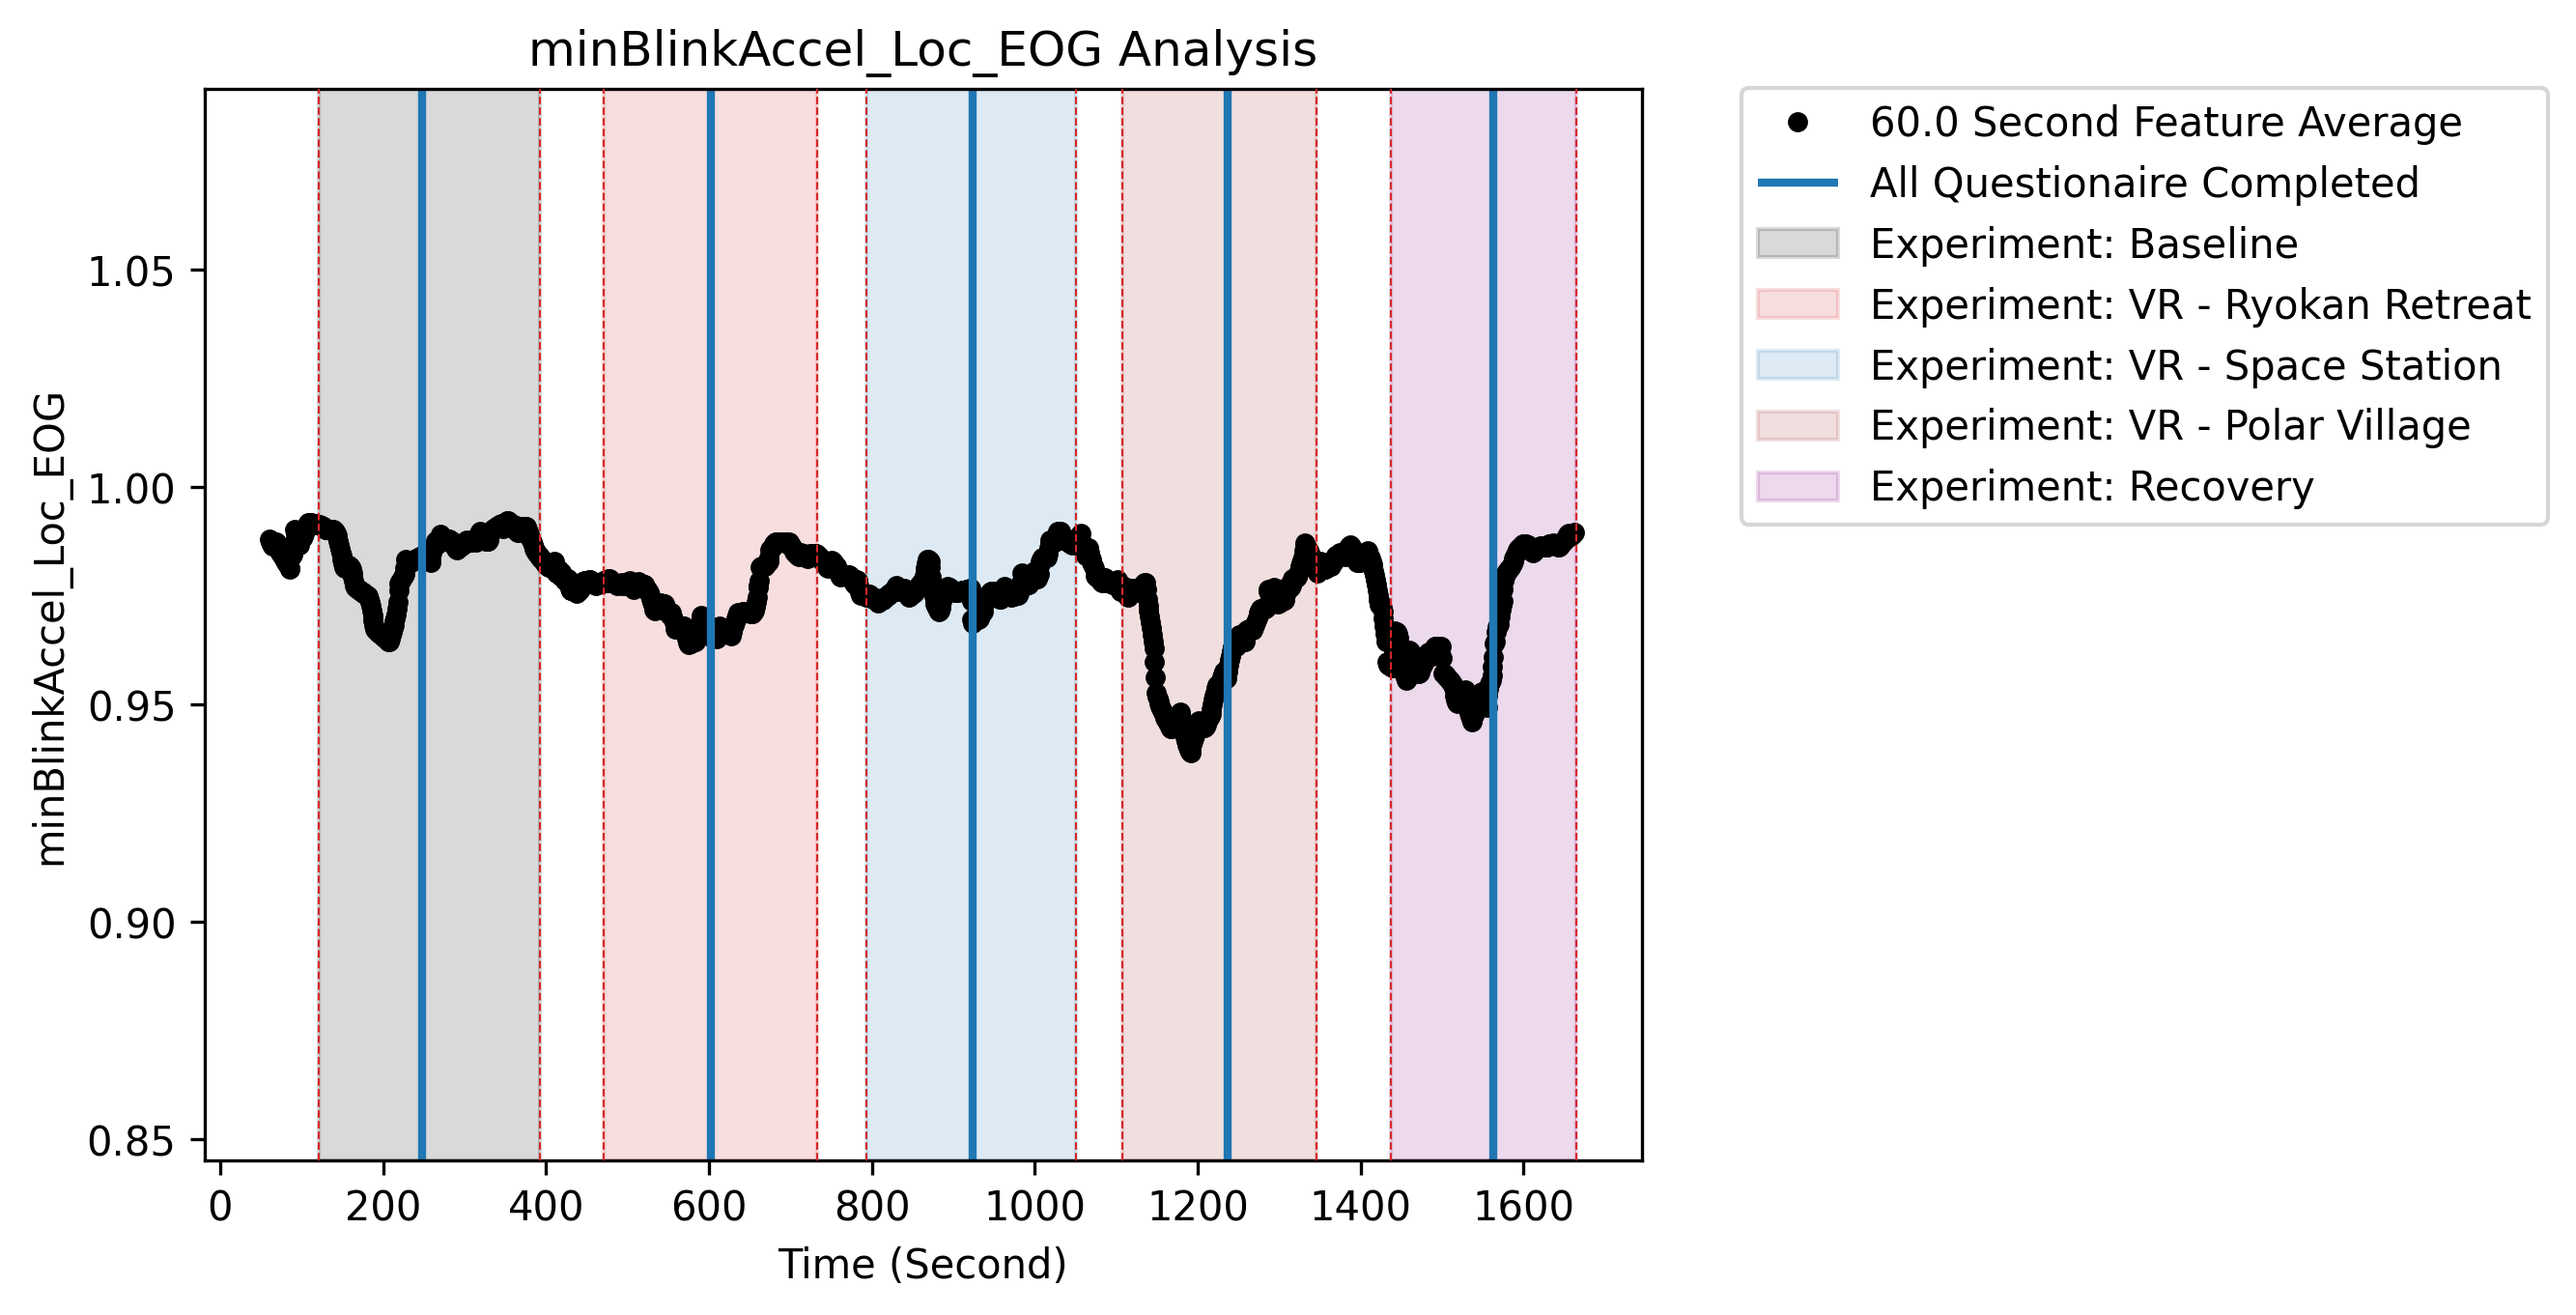 minBlinkAccel_Loc_EOG Analysis
minBlinkAccel_Loc_EOG
1.05
1.00
0.95
0.90
0.85
0
200
400
600
800
1000
1200
1400
1600
Time (Second)
60.0 Second Feature Average
All Questionaire Completed
Experiment: Baseline
Experiment: VR - Ryokan Retreat
Experiment: VR - Space Station
Experiment: VR - Polar Village
Experiment: Recovery